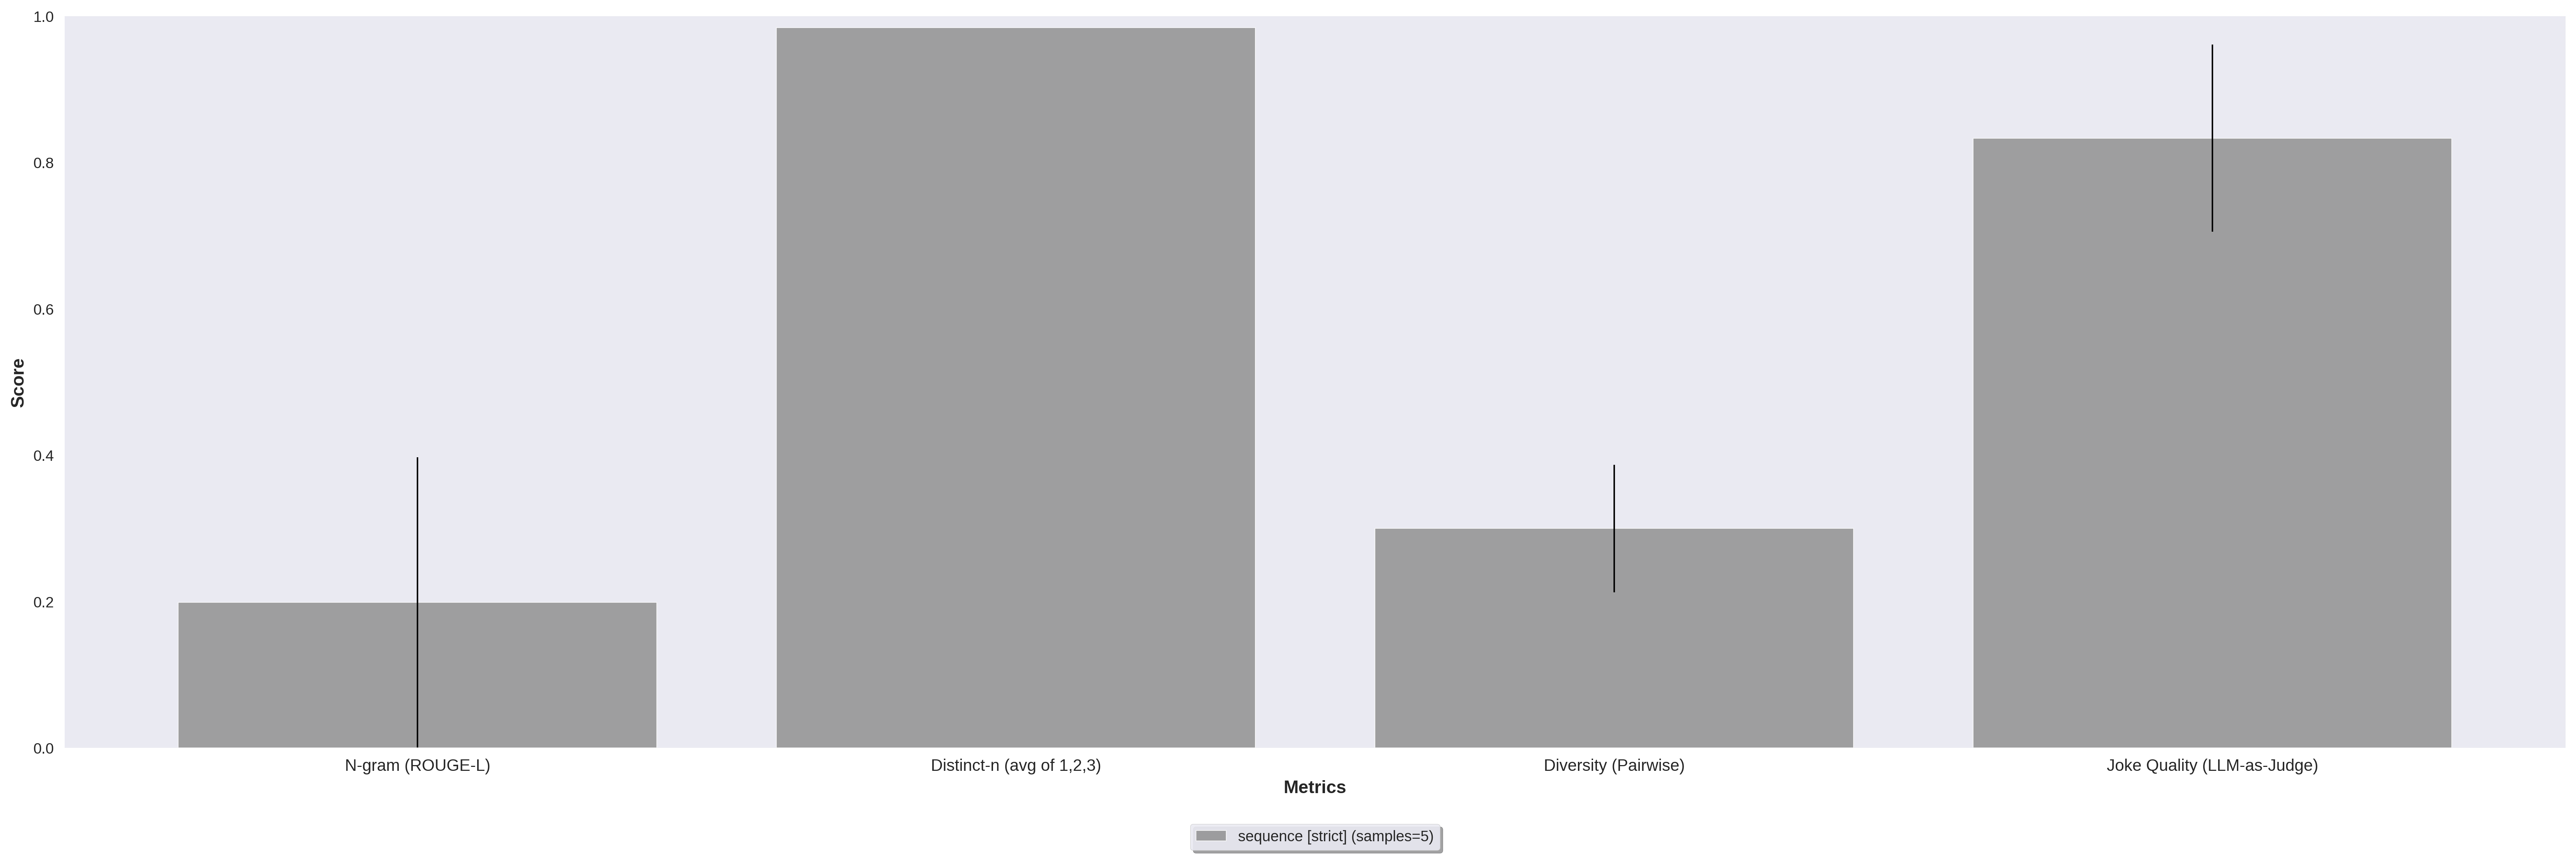 1.0
0.8
0.6
0.4
0.2
0.0
Score
N-gram (ROUGE-L)
Distinct-n (avg of 1,2,3)
Diversity (Pairwise)
Joke Quality (LLM-as-Judge)
Metrics
sequence [strict] (samples=5)